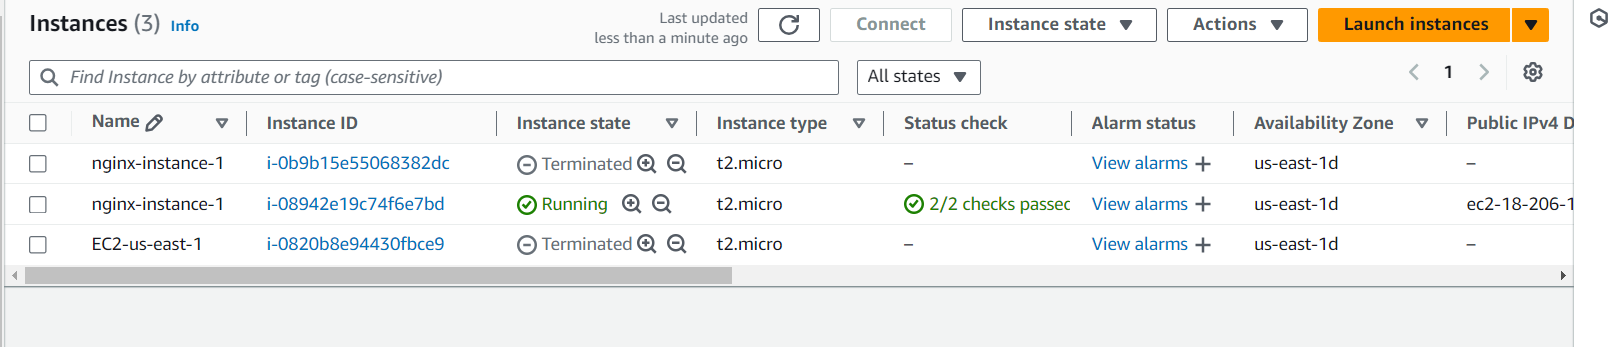 Instances (3) Info
Last updated
less than a minute ago
Connect
Instance state
Actions
Launch instances
Find Instance by attribute or tag (case-sensitive)
All states
1
Name Instance ID Instance state Instance type Status check Alarm status Availability Zone Public IPv4 D
nginx-instance-1 i-0b9b15e55068382dc Terminated t2.micro – View alarms + us-east-1d –
nginx-instance-1 i-08942e19c74f6e7bd Running t2.micro 2/2 checks passec View alarms + us-east-1d ec2-18-206-1
EC2-us-east-1 i-0820b8e94430fbce9 Terminated t2.micro – View alarms + us-east-1d –